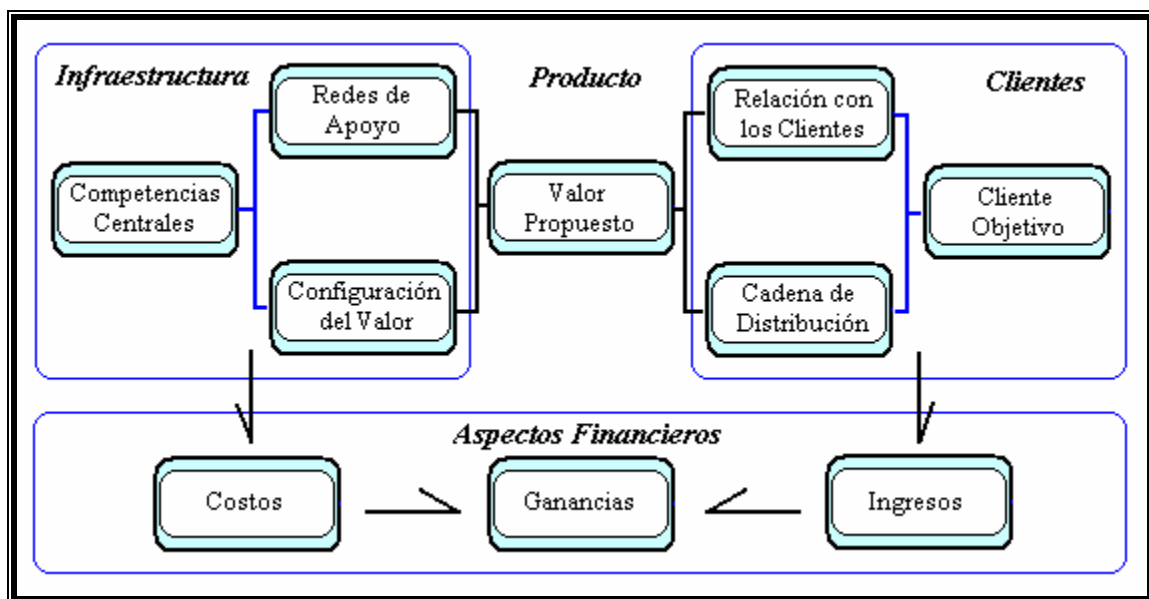 Infraestructura
Redes de
Apoyo
Competencias
Centrales
Configuración
del Valor
Producto
Valor
Propuesto
Clientes
Relación con
los Clientes
Cliente
Objetivo
Cadena de
Distribución
Aspectos Financieros
Costos
Ganancias
Ingresos